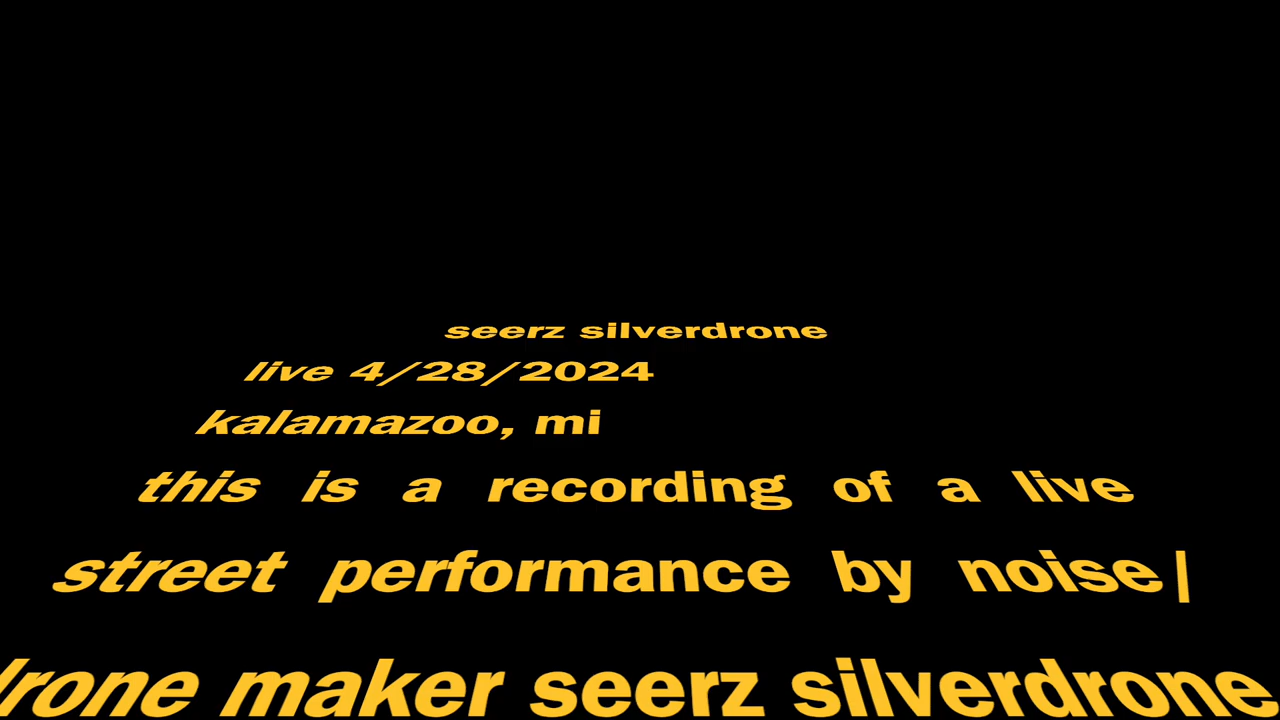 seerz silverdrone
live 4/28/2024
kalamazoo, mi
this is a recording of a live
street performance by noise|
drone maker seerz silverdrone.